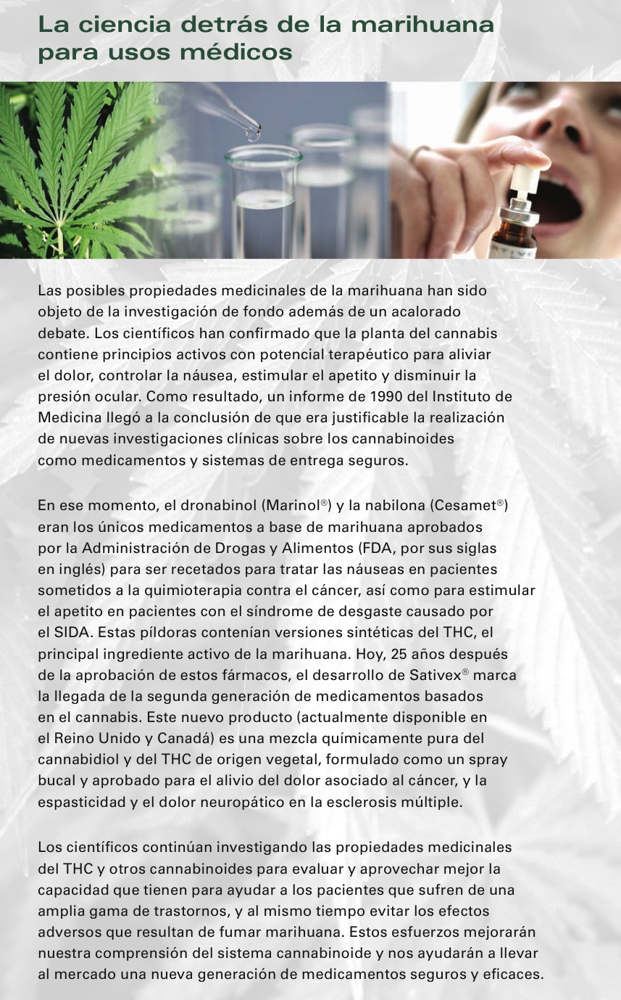 La ciencia detrás de la marihuana
para usos médicos
Las posibles propiedades medicinales de la marihuana han sido
objeto de la investigación de fondo además de un acalorado
debate. Los científicos han confirmado que la planta del cannabis
contiene principios activos con potencial terapéutico para aliviar
el dolor, controlar la náusea, estimular el apetito y disminuir la
presión ocular. Como resultado, un informe de 1990 del Instituto de
Medicina llegó a la conclusión de que era justificable la realización
de nuevas investigaciones clínicas sobre los cannabinoides
como medicamentos y sistemas de entrega seguros.
En ese momento, el dronabinol (Marinol®) y la nabilona (Cesamet®)
eran los únicos medicamentos a base de marihuana aprobados
por la Administración de Drogas y Alimentos (FDA, por sus siglas
en inglés) para ser recetados para tratar las náuseas en pacientes
sometidos a la quimioterapia contra el cáncer, así como para estimular
el apetito en pacientes con el síndrome de desgaste causado por
el SIDA. Estas píldoras contenían versiones sintéticas del THC, el
principal ingrediente activo de la marihuana. Hoy, 25 años después
de la aprobación de estos fármacos, el desarrollo de Sativex® marca
la llegada de la segunda generación de medicamentos basados
en el cannabis. Este nuevo producto (actualmente disponible en
el Reino Unido y Canadá) es una mezcla químicamente pura del
cannabidiol y del THC de origen vegetal, formulado como un spray
bucal y aprobado para el alivio del dolor asociado al cáncer, y la
espasticidad y el dolor neuropático en la esclerosis múltiple.
Los científicos continúan investigando las propiedades medicinales
del THC y otros cannabinoides para evaluar y aprovechar mejor la
capacidad que tienen para ayudar a los pacientes que sufren de una
amplia gama de trastornos, y al mismo tiempo evitar los efectos
adversos que resultan de fumar marihuana. Estos esfuerzos mejorarán
nuestra comprensión del sistema cannabinoide y nos ayudarán a llevar
al mercado una nueva generación de medicamentos seguros y eficaces.